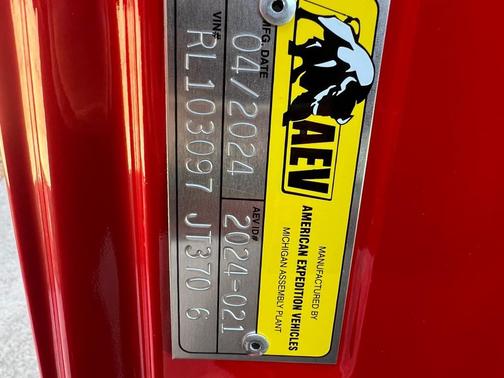 AEV
MANUFACTURED BY
AMERICAN EXPEDITION VEHICLES
MICHIGAN ASSEMBLY PLANT
MFG. DATE
04/2024
AEV ID#
2024-021
VIN#
RL103097 JT370 6